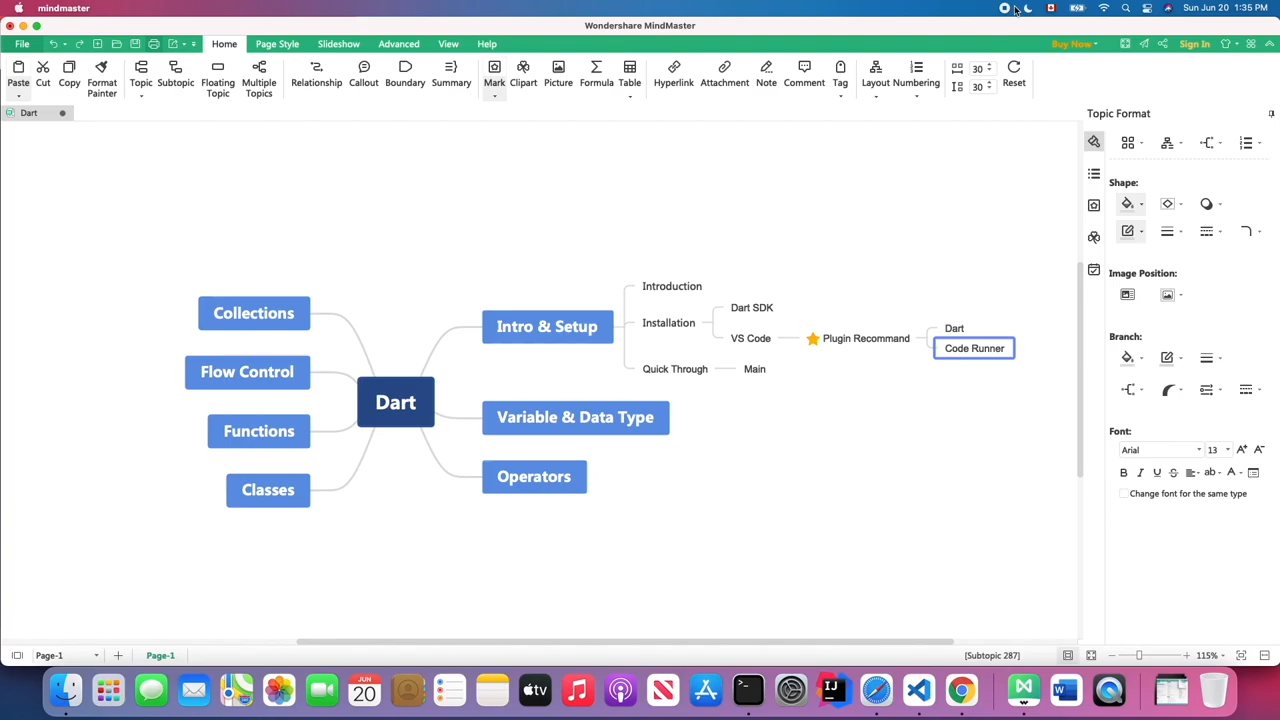 mindmaster
Sun Jun 20 1:35 PM
Wondershare MindMaster
File
Home
Page Style
Slideshow
Advanced
View
Help
Buy Now
Sign In
Paste
Cut
Copy
Format Painter
Topic
Subtopic
Floating Topic
Multiple Topics
Relationship
Callout
Boundary
Summary
Mark
Clipart
Picture
Formula
Table
Hyperlink
Attachment
Note
Comment
Tag
Layout
Numbering
30
30
Reset
Dart
Topic Format
Shape:
Image Position:
Branch:
Font:
Arial
13
Change font for the same type
Collections
Flow Control
Functions
Classes
Dart
Intro & Setup
Introduction
Installation
Dart SDK
VS Code
Plugin Recommand
Dart
Code Runner
Quick Through
Main
Variable & Data Type
Operators
Page-1
Page-1
[Subtopic 287]
115%
JUN
20
tv
IJ
W